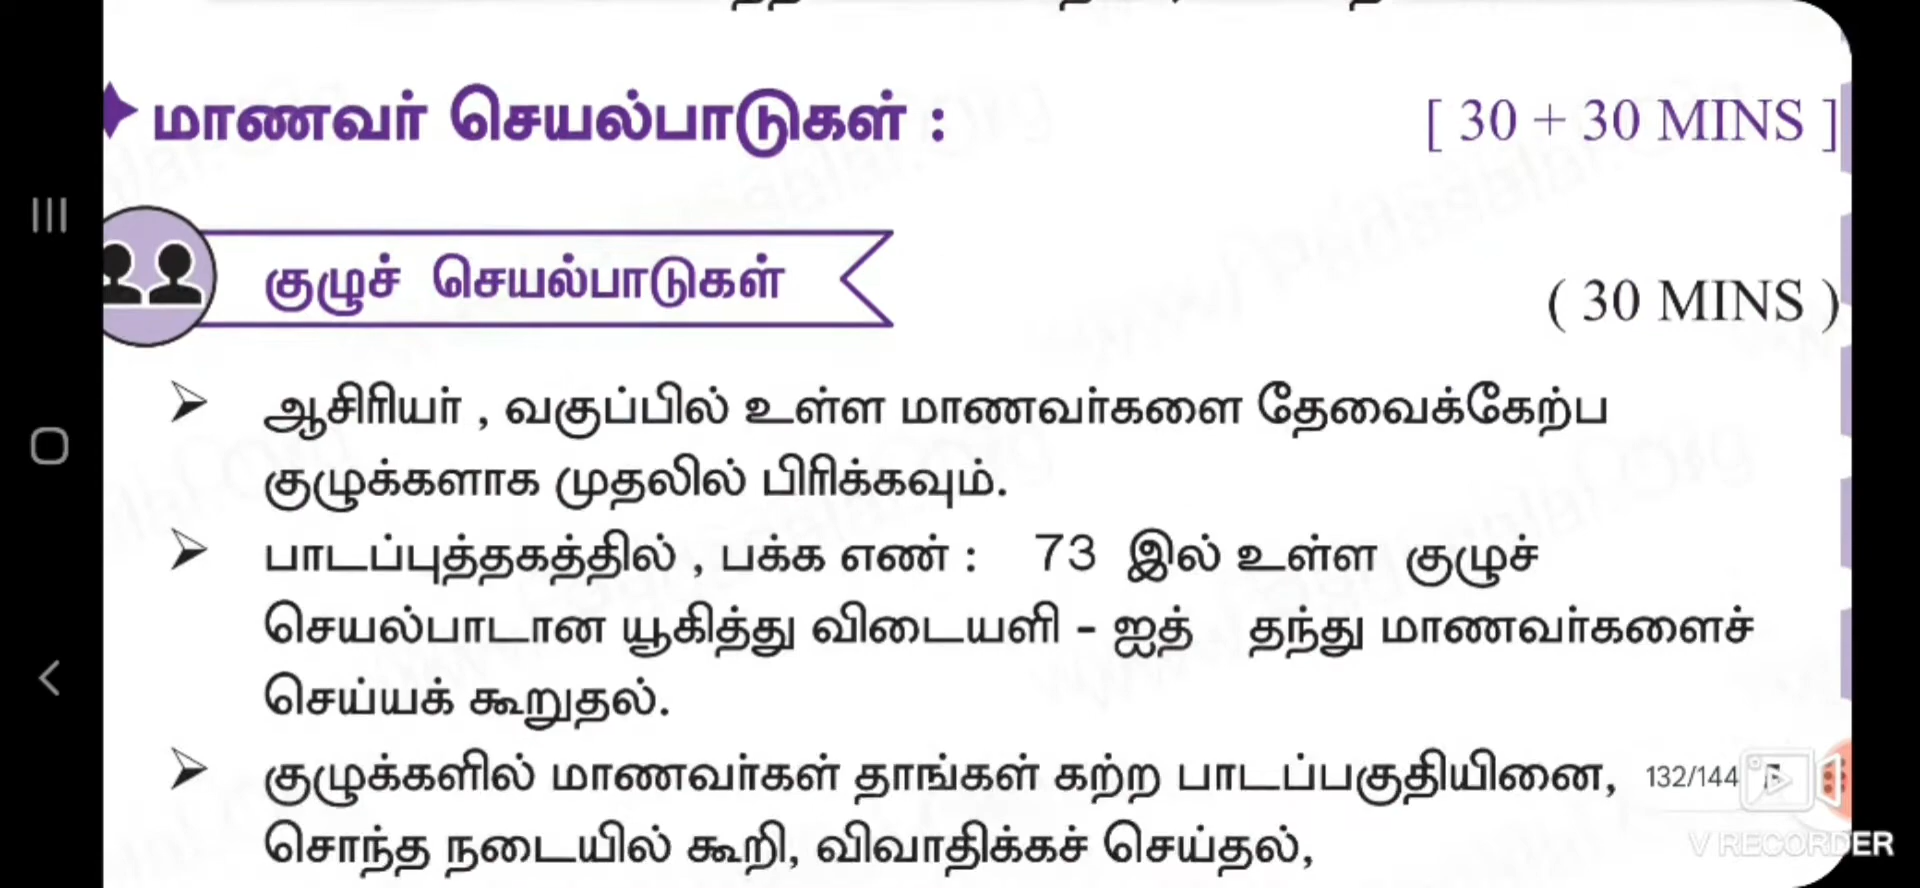 மாணவர் செயல்பாடுகள் : [ 30 + 30 MINS ]
குழுச் செயல்பாடுகள் ( 30 MINS )
ஆசிரியர் , வகுப்பில் உள்ள மாணவர்களை தேவைக்கேற்ப
குழுக்களாக முதலில் பிரிக்கவும்.
பாடப்புத்தகத்தில் , பக்க எண் : 73 இல் உள்ள குழுச்
செயல்பாடான யூகித்து விடையளி - ஐத் தந்து மாணவர்களைச்
செய்யக் கூறுதல்.
குழுக்களில் மாணவர்கள் தாங்கள் கற்ற பாடப்பகுதியினை,
132/144
சொந்த நடையில் கூறி, விவாதிக்கச் செய்தல்,
V RECORDER